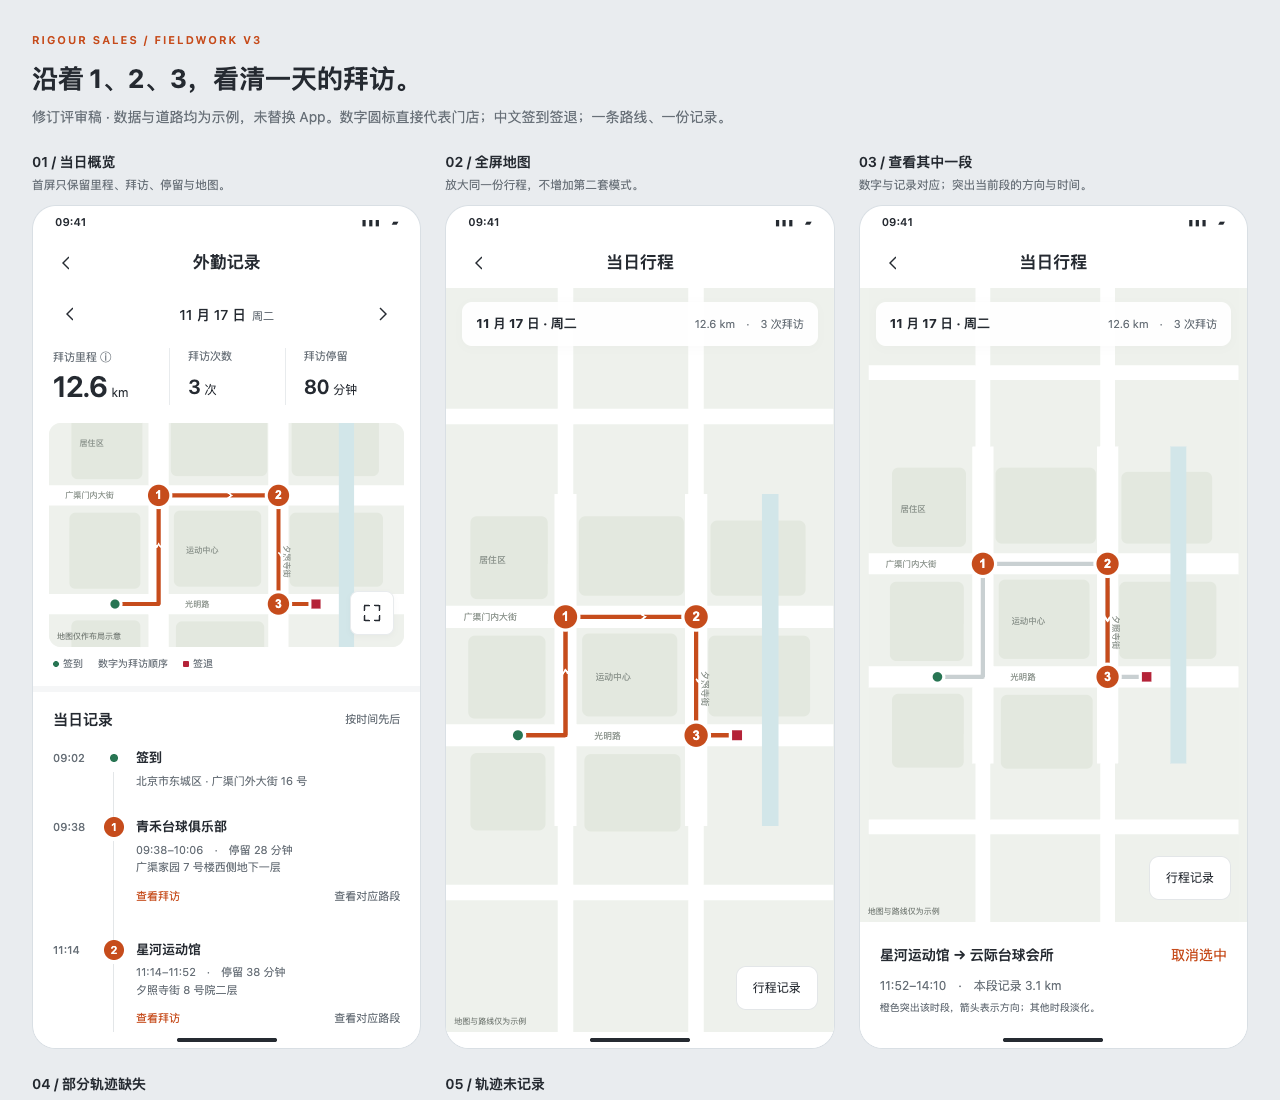 RIGOUR SALES / FIELDWORK V3
沿着 1、2、3，看清一天的拜访。
修订评审稿 · 数据与道路均为示例，未替换 App。数字圆标直接代表门店；中文签到签退；一条路线、一份记录。
01 / 当日概览
首屏只保留里程、拜访、停留与地图。
09:41
外勤记录
11 月 17 日 周二
拜访里程 ⓘ
拜访次数
拜访停留
12.6 km
3 次
80 分钟
居住区
广渠门内大街
1
2
运动中心
夕照寺街
光明路
3
地图仅作布局示意
签到
数字为拜访顺序
签退
当日记录
按时间先后
09:02
签到
北京市东城区 · 广渠门外大街 16 号
09:38
1
青禾台球俱乐部
09:38–10:06 · 停留 28 分钟
广渠家园 7 号楼西侧地下一层
查看拜访
查看对应路段
11:14
2
星河运动馆
11:14–11:52 · 停留 38 分钟
夕照寺街 8 号院二层
查看拜访
查看对应路段
02 / 全屏地图
放大同一份行程，不增加第二套模式。
09:41
当日行程
11 月 17 日 · 周二
12.6 km · 3 次拜访
居住区
广渠门内大街
1
2
运动中心
夕照寺街
光明路
3
行程记录
地图与路线仅为示例
03 / 查看其中一段
数字与记录对应；突出当前段的方向与时间。
09:41
当日行程
11 月 17 日 · 周二
12.6 km · 3 次拜访
居住区
广渠门内大街
1
2
运动中心
夕照寺街
光明路
3
行程记录
地图与路线仅为示例
星河运动馆 → 云际台球会所
取消选中
11:52–14:10 · 本段记录 3.1 km
橙色突出该时段，箭头表示方向；其他时段淡化。
04 / 部分轨迹缺失
05 / 轨迹未记录